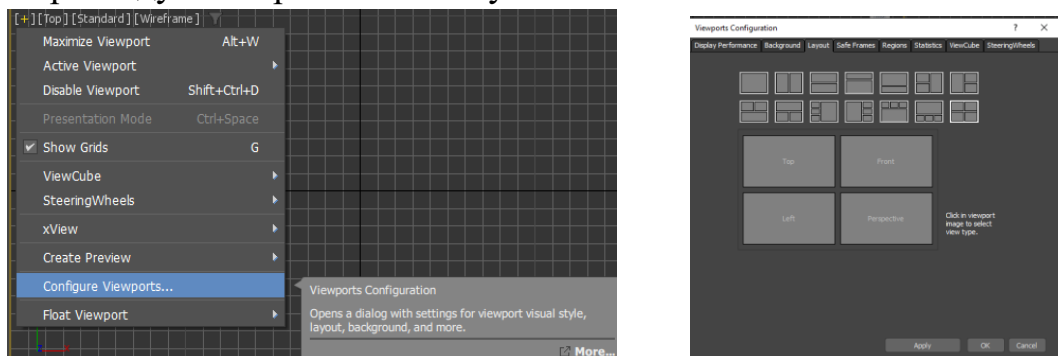 [+][Top][Standard][Wireframe]
Maximize Viewport Alt+W
Active Viewport
Disable Viewport Shift+Ctrl+D
Presentation Mode Ctrl+Space
Show Grids G
ViewCube
SteeringWheels
xView
Create Preview
Configure Viewports...
Float Viewport
Viewports Configuration
Opens a dialog with settings for viewport visual style,
layout, background, and more.
More...
Viewports Configuration ? X
Display Performance Background Layout Safe Frames Regions Statistics ViewCube SteeringWheels
Top Front
Left Perspective
Click in viewport
image to select
view type.
Apply OK Cancel